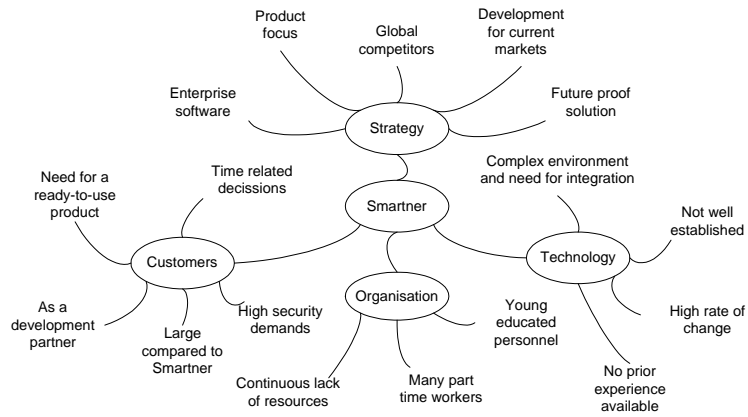 Product
focus
Global
competitors
Development
for current
markets
Enterprise
software
Future proof
solution
Strategy
Need for a
ready-to-use
product
Time related
decissions
Complex environment
and need for integration
Smartner
Not well
established
Customers
Technology
Organisation
As a
development
partner
Large
compared to
Smartner
High security
demands
Young
educated
personnel
High rate of
change
Continuous lack
of resources
Many part
time workers
No prior
experience
available